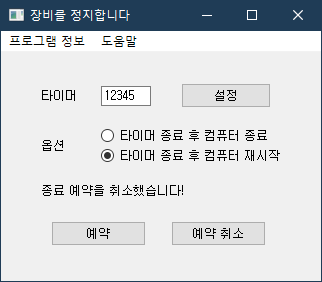 장비를 정지합니다
프로그램 정보 도움말
타이머 12345 설정
옵션
타이머 종료 후 컴퓨터 종료
타이머 종료 후 컴퓨터 재시작
종료 예약을 취소했습니다!
예약 예약 취소